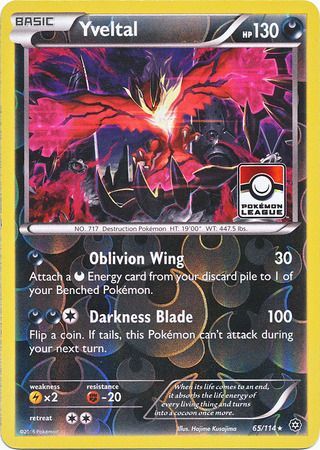 BASIC
Yveltal
HP130
POKÉMON
LEAGUE
NO. 717 Destruction Pokémon HT: 19'00" WT: 447.5 lbs.
Oblivion Wing 30
Attach a Energy card from your discard pile to 1 of
your Benched Pokémon.
Darkness Blade 100
Flip a coin. If tails, this Pokémon can't attack during
your next turn.
weakness resistance
×2 -20
When its life comes to an end,
it absorbs the life energy of
every living thing and turns
into a cocoon once more.
retreat
Illus. Hajime Kusajima
65/114 ★